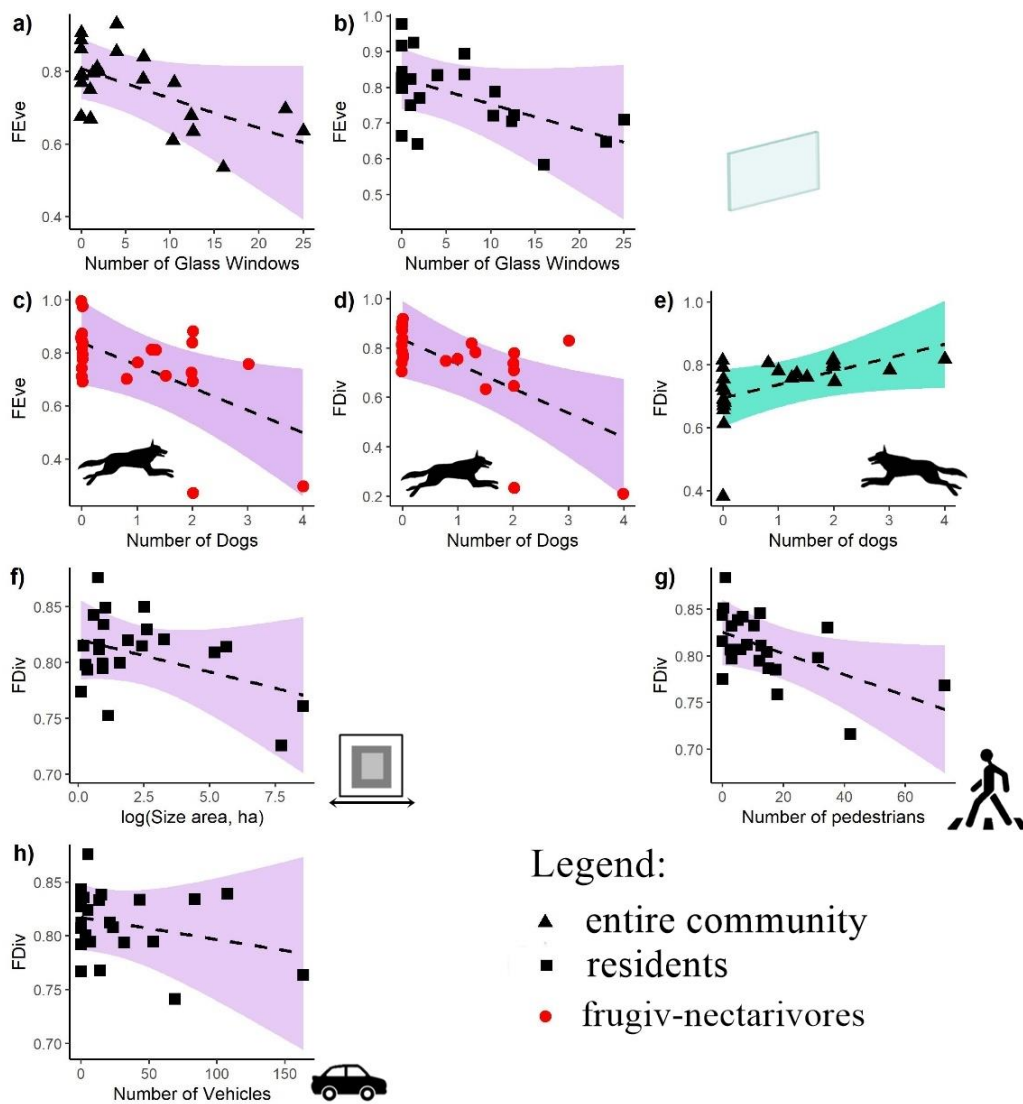 a)
b)
FEve
0.8
0.6
0.4
0 5 10 15 20 25
Number of Glass Windows
FEve
1.0
0.9
0.8
0.7
0.6
0.5
0 5 10 15 20 25
Number of Glass Windows
c)
d)
e)
FEve
1.0
0.8
0.6
0.4
0 1 2 3 4
Number of Dogs
FDiv
1.0
0.8
0.6
0.4
0.2
0 1 2 3 4
Number of Dogs
FDiv
1.0
0.8
0.6
0.4
0 1 2 3 4
Number of dogs
f)
g)
FDiv
0.85
0.80
0.75
0.70
0.0 2.5 5.0 7.5
log(Size area, ha)
FDiv
0.85
0.80
0.75
0.70
0 20 40 60
Number of pedestrians
h)
FDiv
0.85
0.80
0.75
0.70
0 50 100 150
Number of Vehicles
Legend:
entire community
residents
frugiv-nectarivores